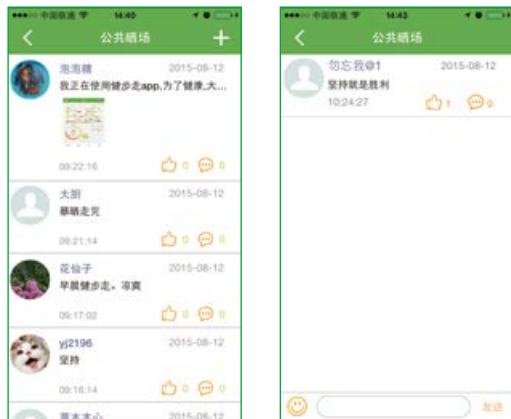 中国联通 14:40
公共晒场 +
泡泡糖 2015-08-12
我正在使用健步走app,为了健康,大...
09:22:16 0 0
大厨 2015-08-12
暴晒走完
09:21:14 0 0
花仙子 2015-08-12
早晨健步走。凉爽
09:17:02 0 0
yj2196 2015-08-12
坚持
09:16:14 0 0
草木本心 2015-08-12
中国联通 14:43
公共晒场
勿忘我@1 2015-08-12
坚持就是胜利
10:24:27 1 0
发送